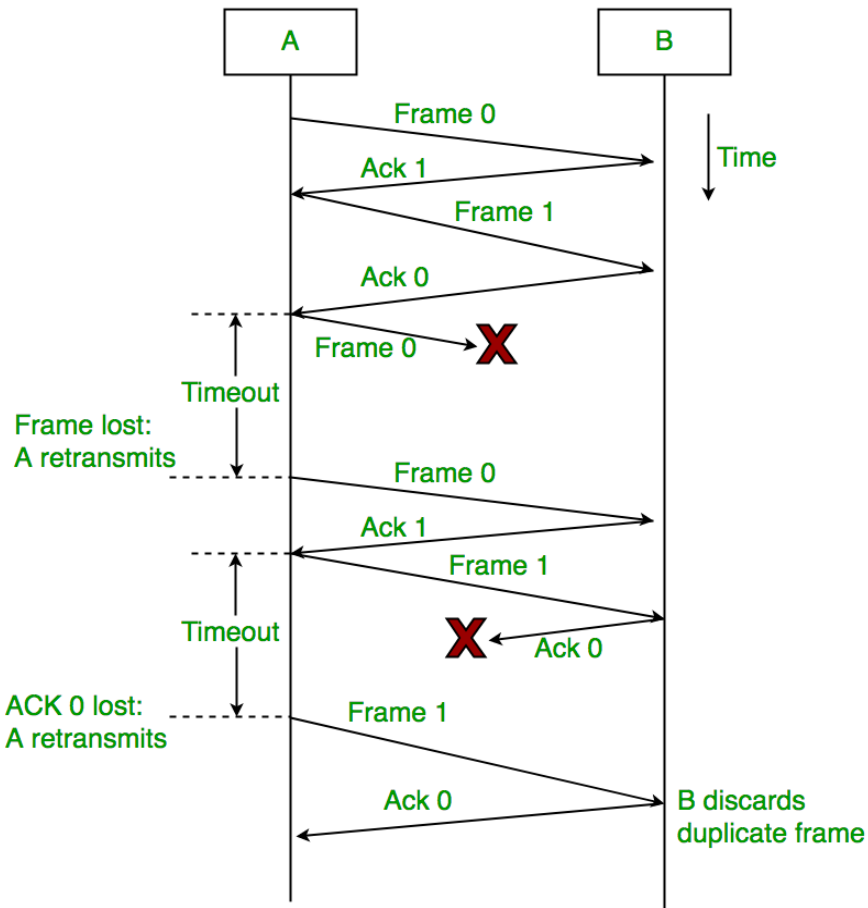 A
B
Frame 0
Time
Ack 1
Frame 1
Ack 0
Frame 0
X
Timeout
Frame lost:
A retransmits
Frame 0
Ack 1
Frame 1
Timeout
X
Ack 0
ACK 0 lost:
A retransmits
Frame 1
Ack 0
B discards
duplicate frame